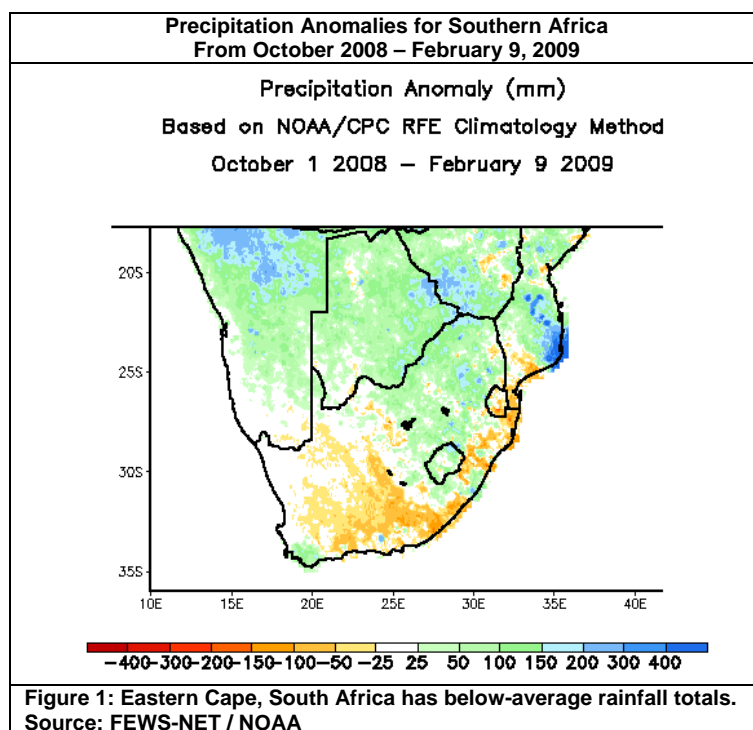 Precipitation Anomalies for Southern Africa
From October 2008 – February 9, 2009
Precipitation Anomaly (mm)
Based on NOAA/CPC RFE Climatology Method
October 1 2008 – February 9 2009
20S
25S
30S
35S
10E 15E 20E 25E 30E 35E 40E
-400 -300 -200 -150 -100 -50 -25 25 50 100 150 200 300 400
Figure 1: Eastern Cape, South Africa has below-average rainfall totals.
Source: FEWS-NET / NOAA